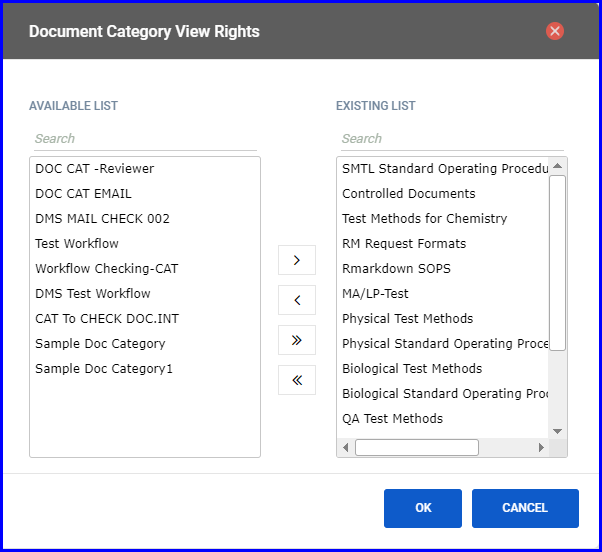 Document Category View Rights
AVAILABLE LIST
Search
DOC CAT -Reviewer
DOC CAT EMAIL
DMS MAIL CHECK 002
Test Workflow
Workflow Checking-CAT
DMS Test Workflow
CAT To CHECK DOC.INT
Sample Doc Category
Sample Doc Category1
EXISTING LIST
Search
SMTL Standard Operating Procedu
Controlled Documents
Test Methods for Chemistry
RM Request Formats
Rmarkdown SOPS
MA/LP-Test
Physical Test Methods
Physical Standard Operating Proce
Biological Test Methods
Biological Standard Operating Proc
QA Test Methods
OK
CANCEL